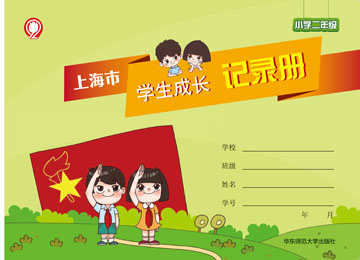 小学二年级
上海市
学生成长 记录册
学校
班级
姓名
学号
年 月
华东师范大学出版社